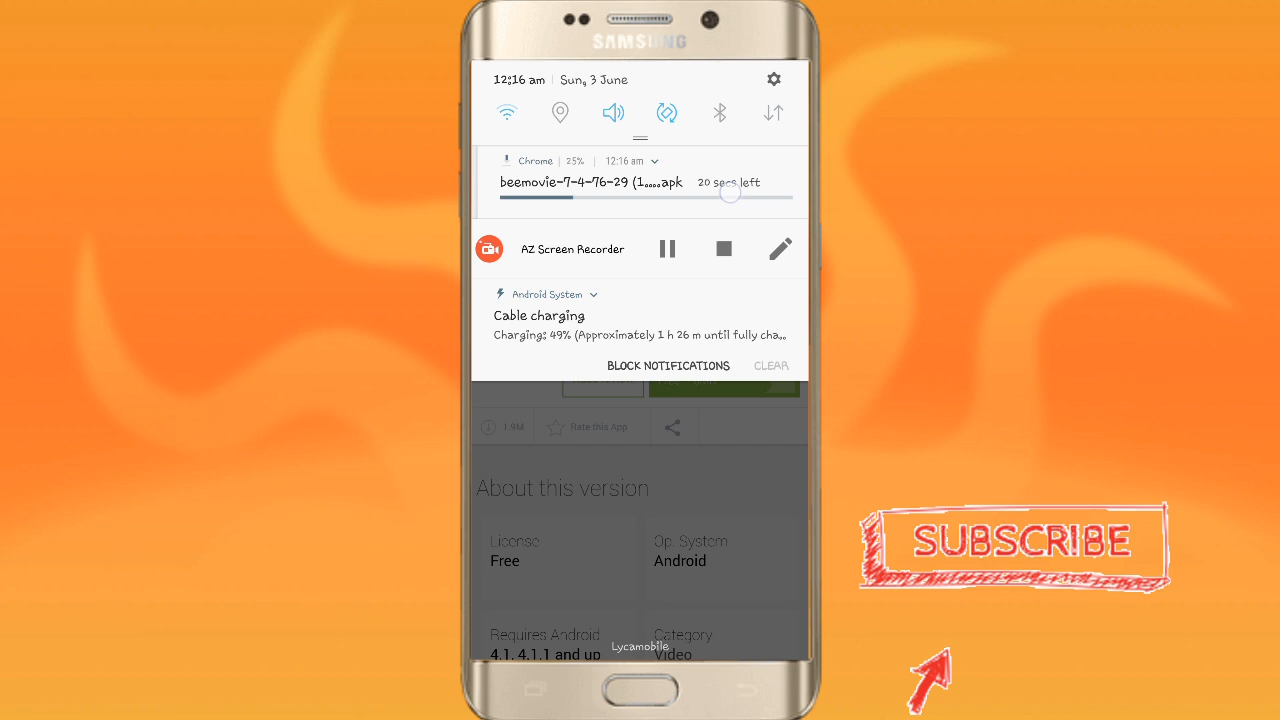 SAMSUNG
12:16 am | Sun, 3 June
Chrome | 25% | 12:16 am
beemovie-7-4-76-29 (1....apk 20 secs left
AZ Screen Recorder
Android System
Cable charging
Charging: 49% (Approximately 1 h 26 m until fully cha..
BLOCK NOTIFICATIONS CLEAR
1.9M Rate this App
About this version
License Op. System
Free Android
Requires Android Category
4.1, 4.1.1 and up Video
Lycamobile
SUBSCRIBE